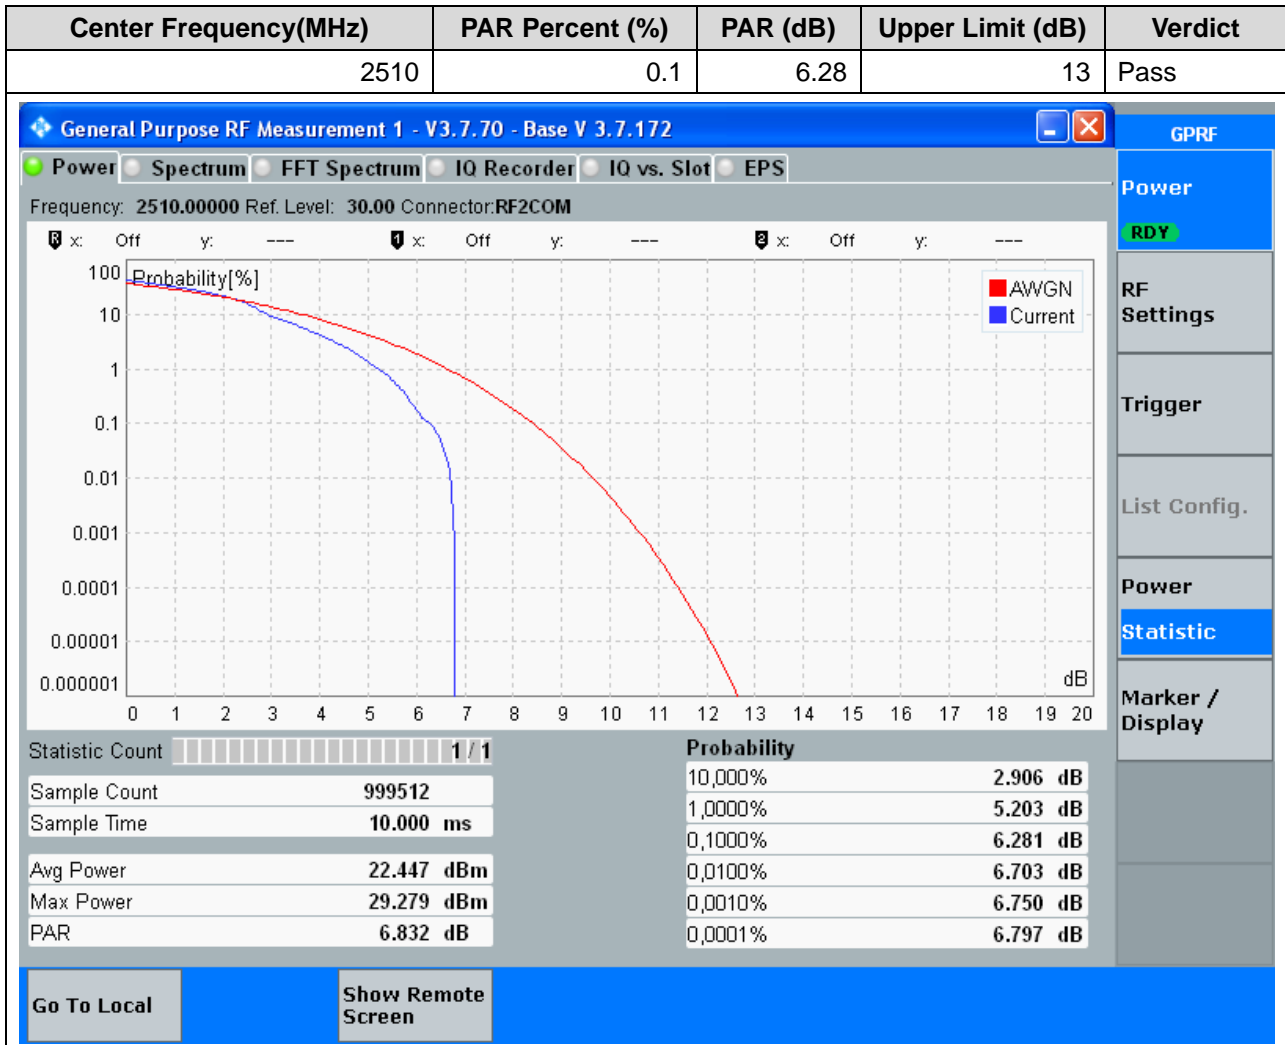 Center Frequency(MHz) PAR Percent (%) PAR (dB) Upper Limit (dB) Verdict
2510 0.1 6.28 13 Pass
General Purpose RF Measurement 1 - V3.7.70 - Base V 3.7.172
GPRF
Power Spectrum FFT Spectrum IQ Recorder IQ vs. Slot EPS
Frequency: 2510.00000 Ref. Level: 30.00 Connector:RF2COM
R x: Off y: --- 1 x: Off y: --- 2 x: Off y: ---
Probability[%]
100
10
1
0.1
0.01
0.001
0.0001
0.00001
0.000001
AWGN
Current
dB
0 1 2 3 4 5 6 7 8 9 10 11 12 13 14 15 16 17 18 19 20
Statistic Count 1 / 1
Sample Count 999512
Sample Time 10.000 ms
Avg Power 22.447 dBm
Max Power 29.279 dBm
PAR 6.832 dB
Probability
10,000% 2.906 dB
1,0000% 5.203 dB
0,1000% 6.281 dB
0,0100% 6.703 dB
0,0010% 6.750 dB
0,0001% 6.797 dB
Power
RDY
RF
Settings
Trigger
List Config.
Power
Statistic
Marker /
Display
Go To Local
Show Remote
Screen